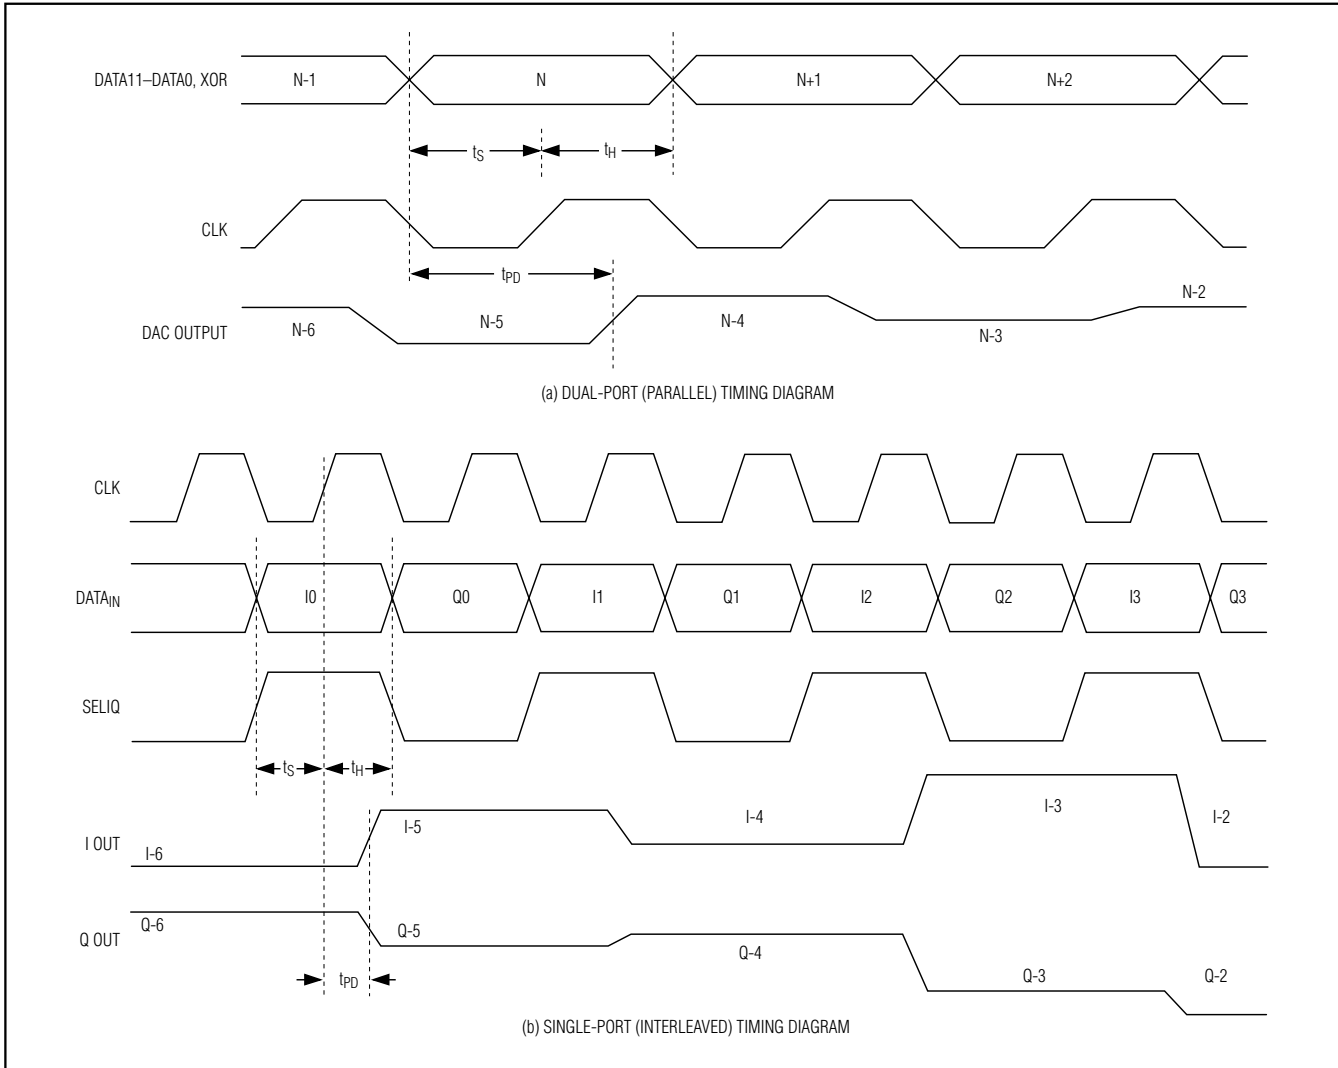 DATA11–DATA0, XOR N-1 N N+1 N+2
tS tH
CLK
tPD
DAC OUTPUT N-6 N-5 N-4 N-3 N-2
(a) DUAL-PORT (PARALLEL) TIMING DIAGRAM
CLK
DATAIN I0 Q0 I1 Q1 I2 Q2 I3 Q3
SELIQ
tS tH
I OUT I-6 I-5 I-4 I-3 I-2
Q OUT Q-6 Q-5 Q-4 Q-3 Q-2
tPD
(b) SINGLE-PORT (INTERLEAVED) TIMING DIAGRAM